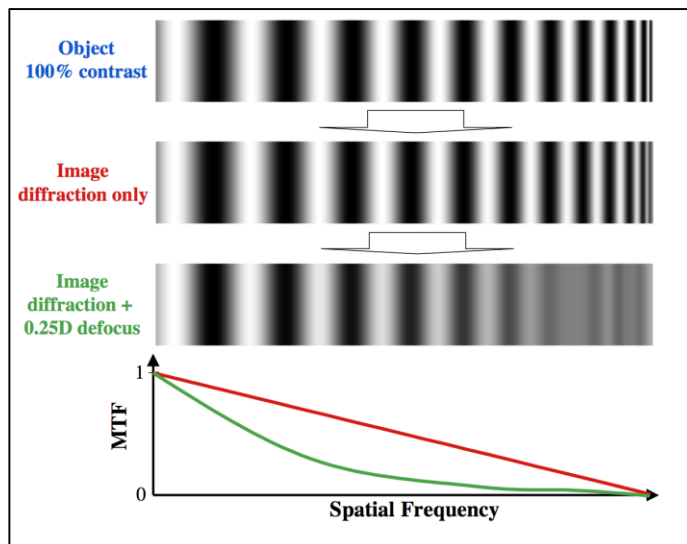 Object
100% contrast
Image
diffraction only
Image
diffraction +
0.25D defocus
1
MTF
0
Spatial Frequency